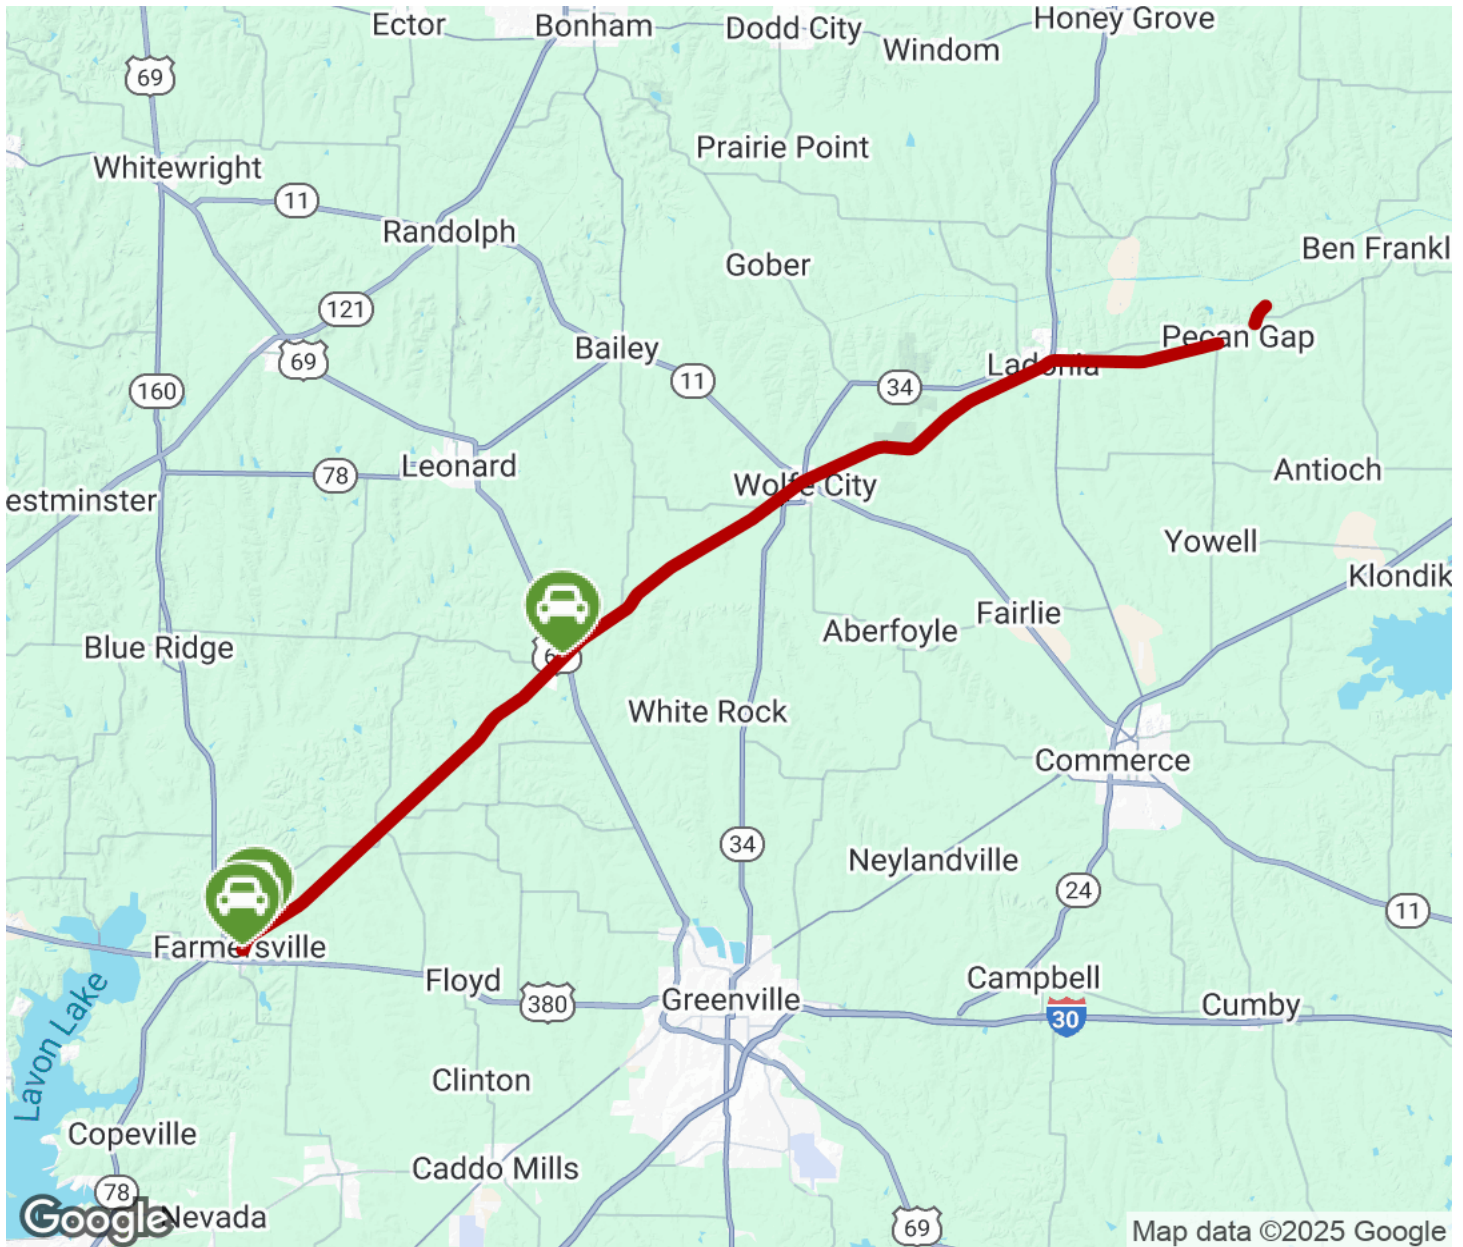 Ector
Bonham
Dodd City
Honey Grove
Windom
69
Prairie Point
Whitewright
11
Randolph
Gober
Ben Frankl
121
Pecan Gap
Bailey
69
Ladonia
11
34
160
Leonard
78
Wolfe City
Antioch
estminster
Yowell
Klondik
Fairlie
Aberfoyle
Blue Ridge
White Rock
Commerce
34
Neylandville
24
11
Farmersville
Floyd
380
Greenville
Campbell
30
Cumby
Lavon Lake
Clinton
Copeville
Caddo Mills
78
Nevada
Google
69
Map data ©2025 Google